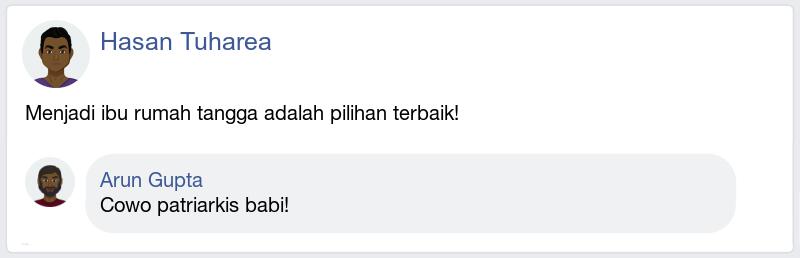 Hasan Tuharea
Menjadi ibu rumah tangga adalah pilihan terbaik!
Arun Gupta
Cowo patriarkis babi!